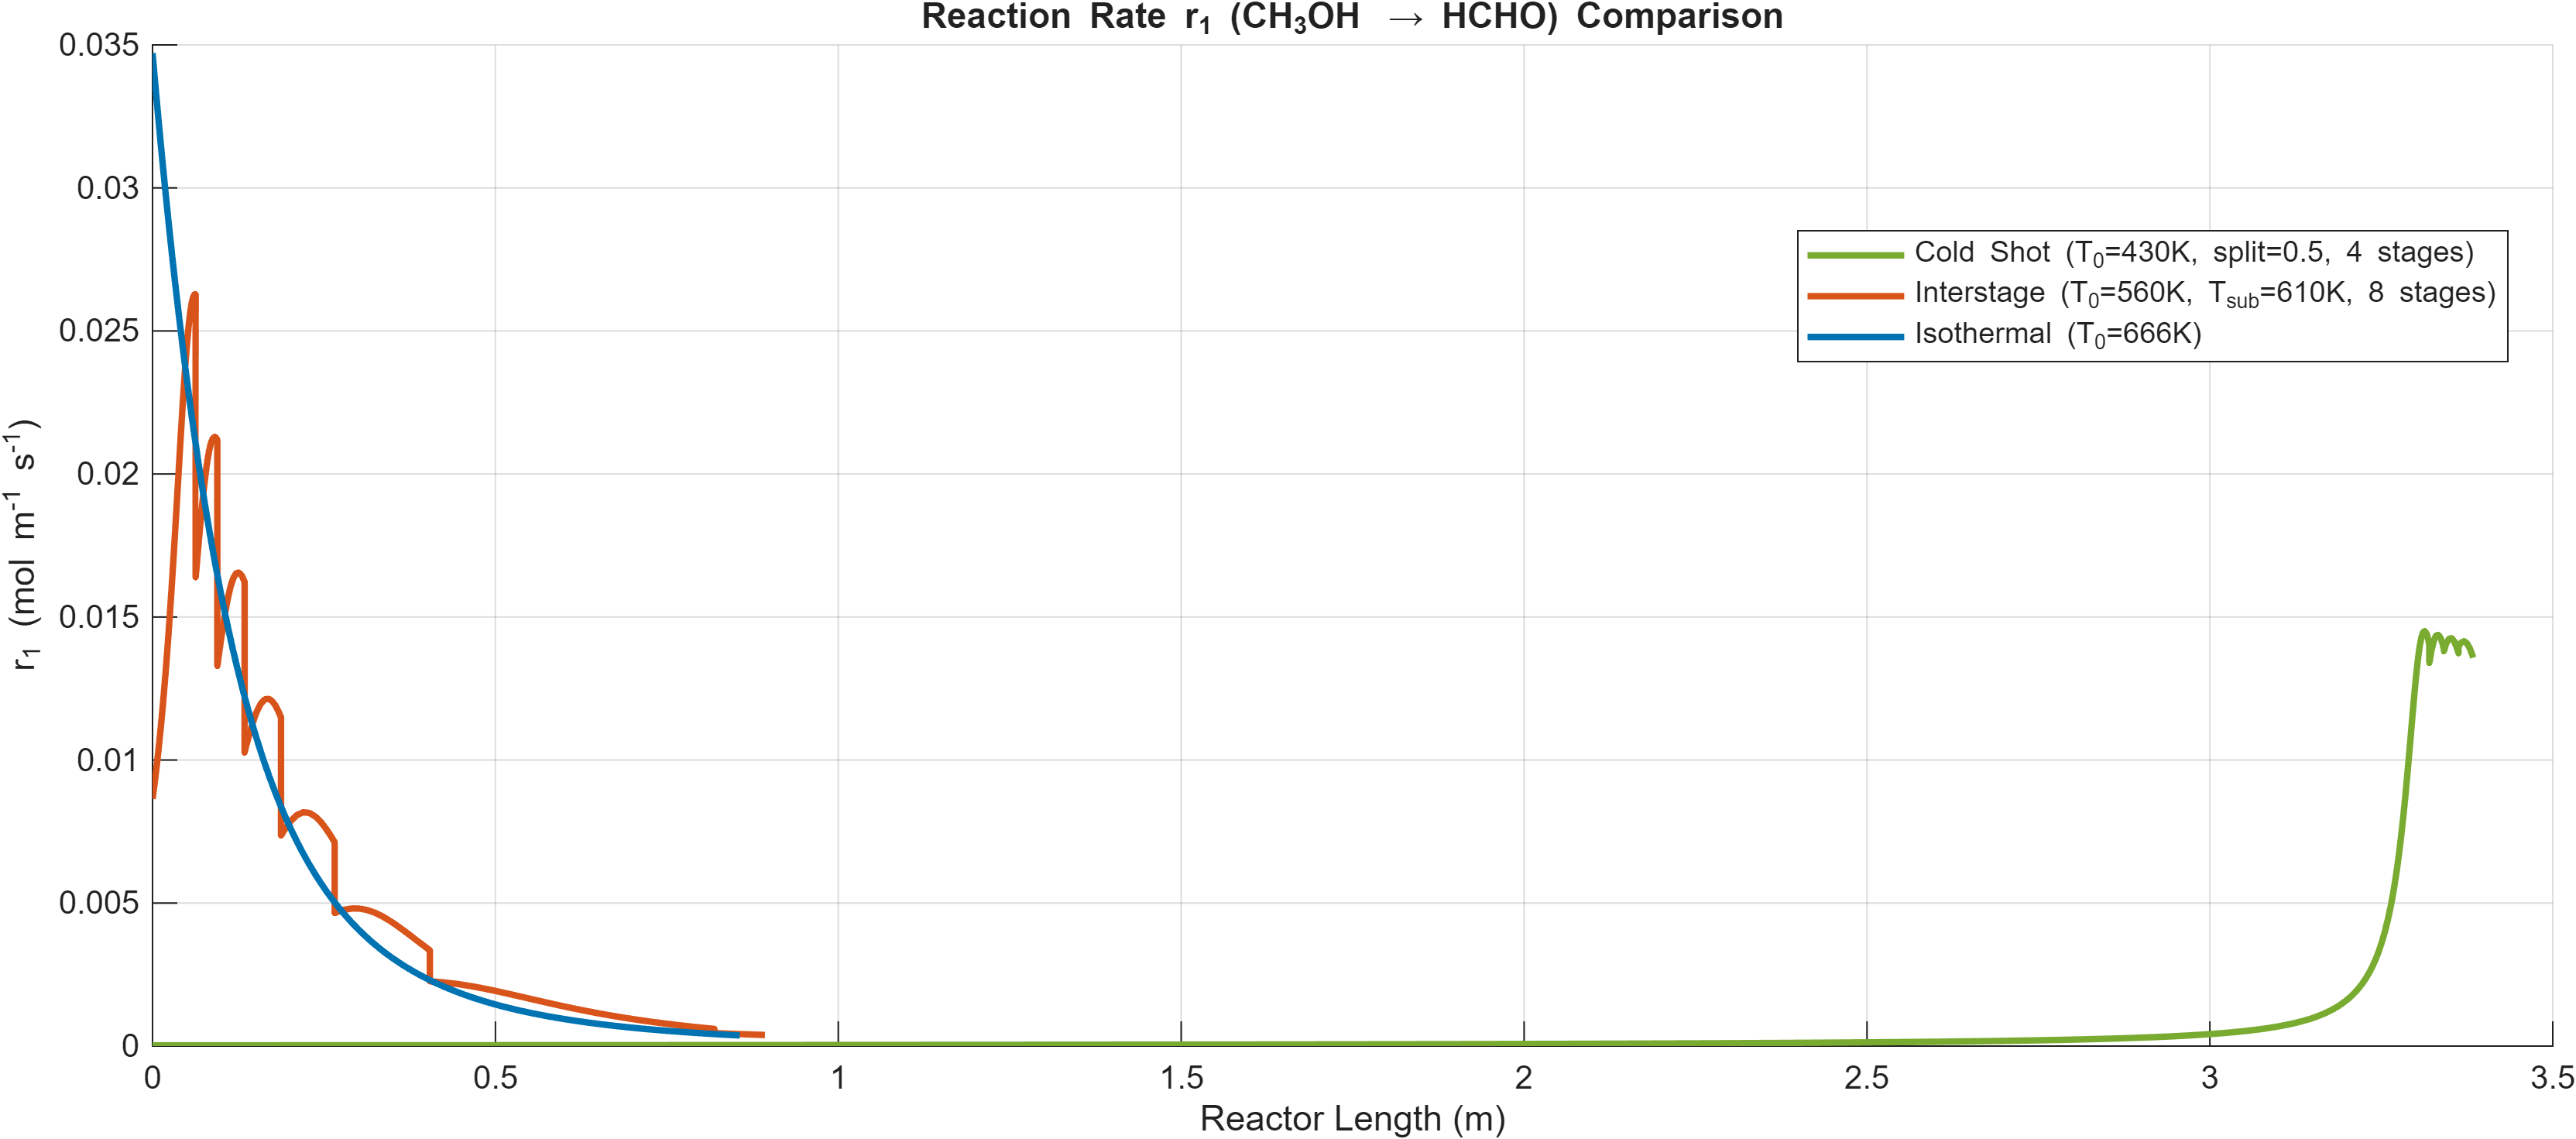 Reaction Rate r₁ (CH₃OH → HCHO) Comparison
r₁ (mol m⁻¹ s⁻¹)
0.035
0.03
0.025
0.02
0.015
0.01
0.005
0
Cold Shot (T₀=430K, split=0.5, 4 stages)
Interstage (T₀=560K, Tsub=610K, 8 stages)
Isothermal (T₀=666K)
0 0.5 1 1.5 2 2.5 3 3.5
Reactor Length (m)